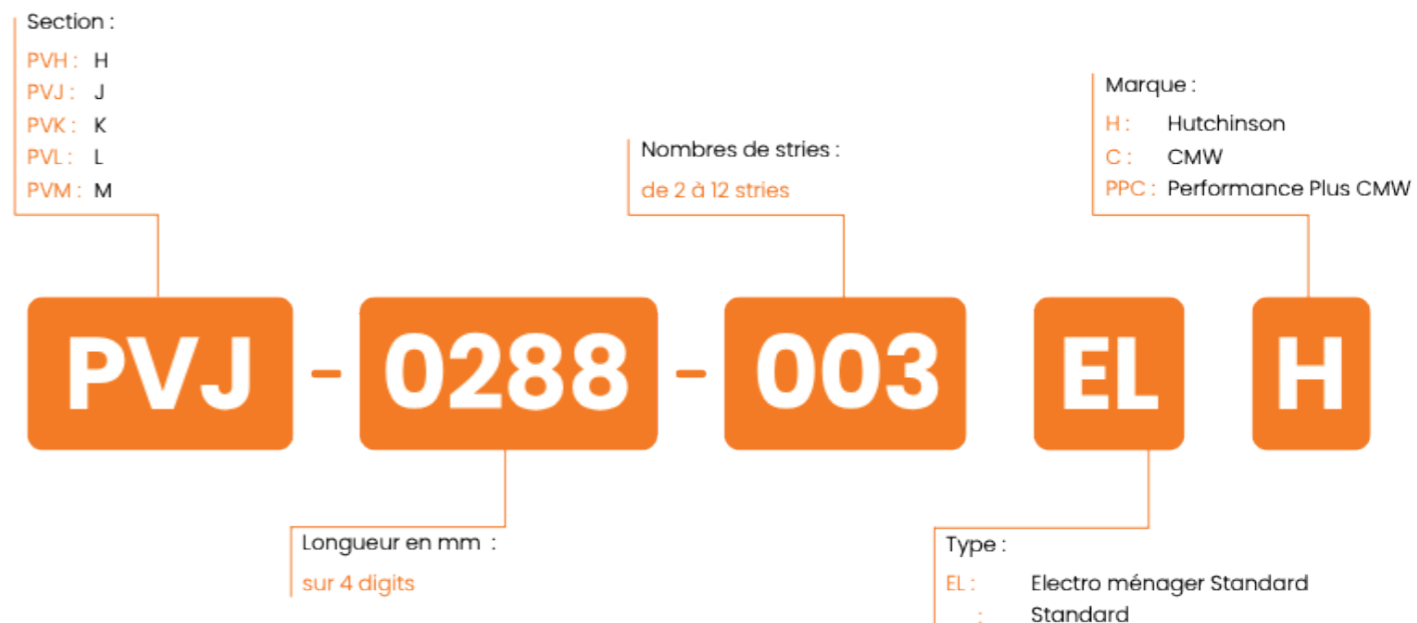 Section :
PVH : H
PVJ : J
PVK : K
PVL : L
PVM : M
Nombres de stries :
de 2 à 12 stries
Marque :
H : Hutchinson
C : CMW
PPC : Performance Plus CMW
PVJ - 0288 - 003 EL H
Longueur en mm :
sur 4 digits
Type :
EL : Electro ménager Standard
: Standard